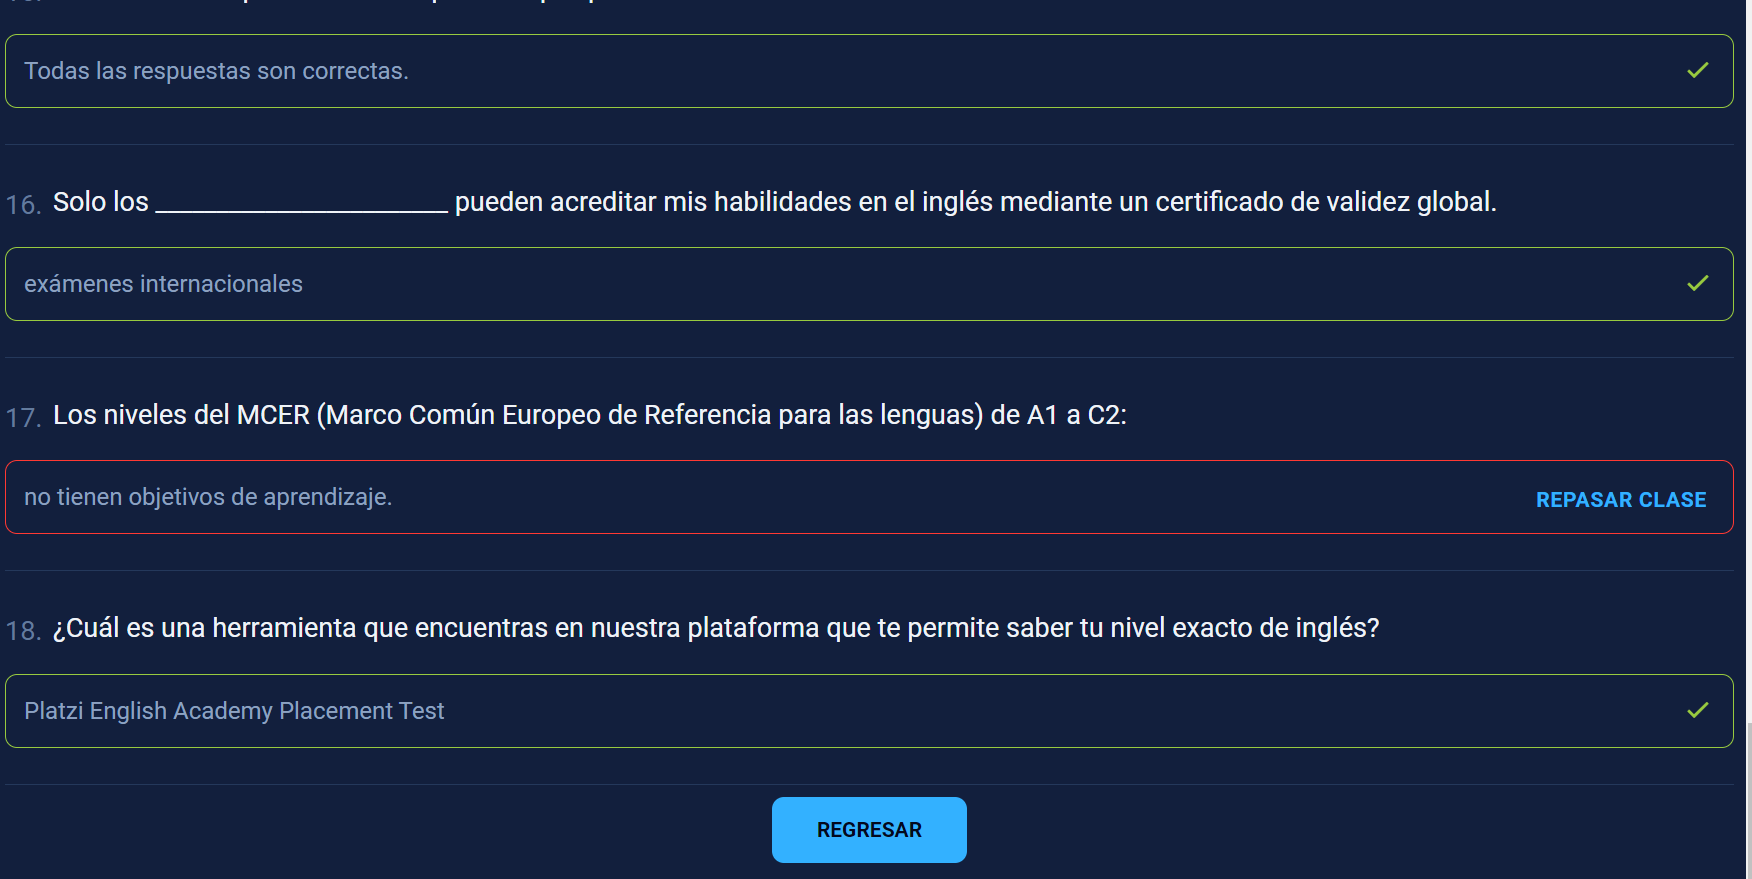 Todas las respuestas son correctas.
16. Solo los ______________________ pueden acreditar mis habilidades en el inglés mediante un certificado de validez global.
exámenes internacionales
17. Los niveles del MCER (Marco Común Europeo de Referencia para las lenguas) de A1 a C2:
no tienen objetivos de aprendizaje.
REPASAR CLASE
18. ¿Cuál es una herramienta que encuentras en nuestra plataforma que te permite saber tu nivel exacto de inglés?
Platzi English Academy Placement Test
REGRESAR